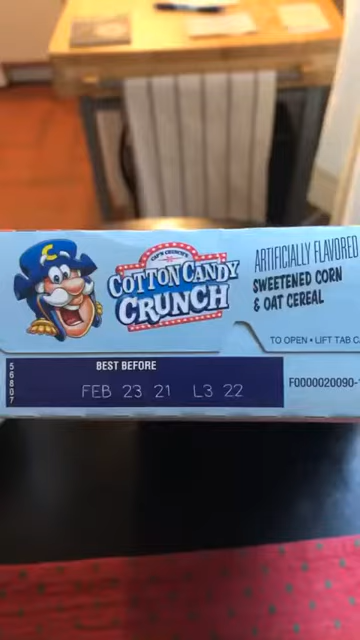 CAP'N CRUNCH'S
COTTON CANDY
CRUNCH
ARTIFICIALLY FLAVORED
SWEETENED CORN
& OAT CEREAL
TO OPEN • LIFT TAB
BEST BEFORE
FEB 23 21 L3 22
56807
F0000020090-